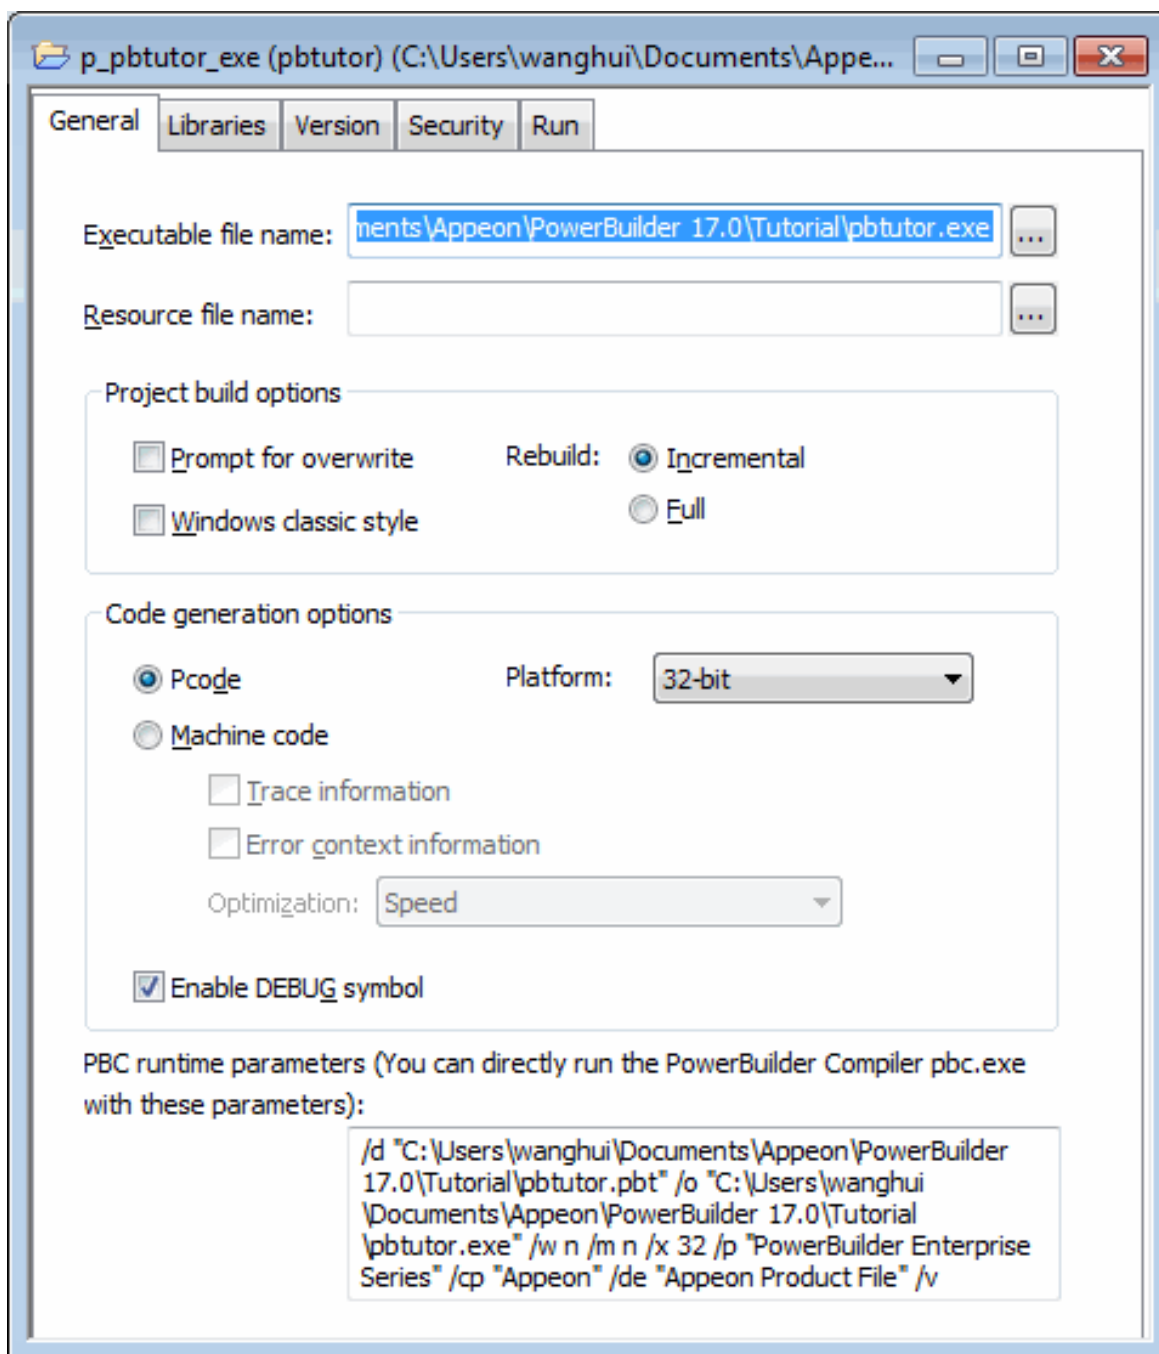 p_pbtutor_exe (pbtutor) (C:\Users\wanghui\Documents\Appe...
General Libraries Version Security Run
Executable file name: ments\Appeon\PowerBuilder 17.0\Tutorial\pbtutor.exe ...
Resource file name: ...
Project build options
Prompt for overwrite Rebuild: Incremental
Windows classic style Full
Code generation options
Pcode Platform: 32-bit
Machine code
Trace information
Error context information
Optimization: Speed
Enable DEBUG symbol
PBC runtime parameters (You can directly run the PowerBuilder Compiler pbc.exe
with these parameters):
/d "C:\Users\wanghui\Documents\Appeon\PowerBuilder
17.0\Tutorial\pbtutor.pbt" /o "C:\Users\wanghui
\Documents\Appeon\PowerBuilder 17.0\Tutorial
\pbtutor.exe" /w n /m n /x 32 /p "PowerBuilder Enterprise
Series" /cp "Appeon" /de "Appeon Product File" /v